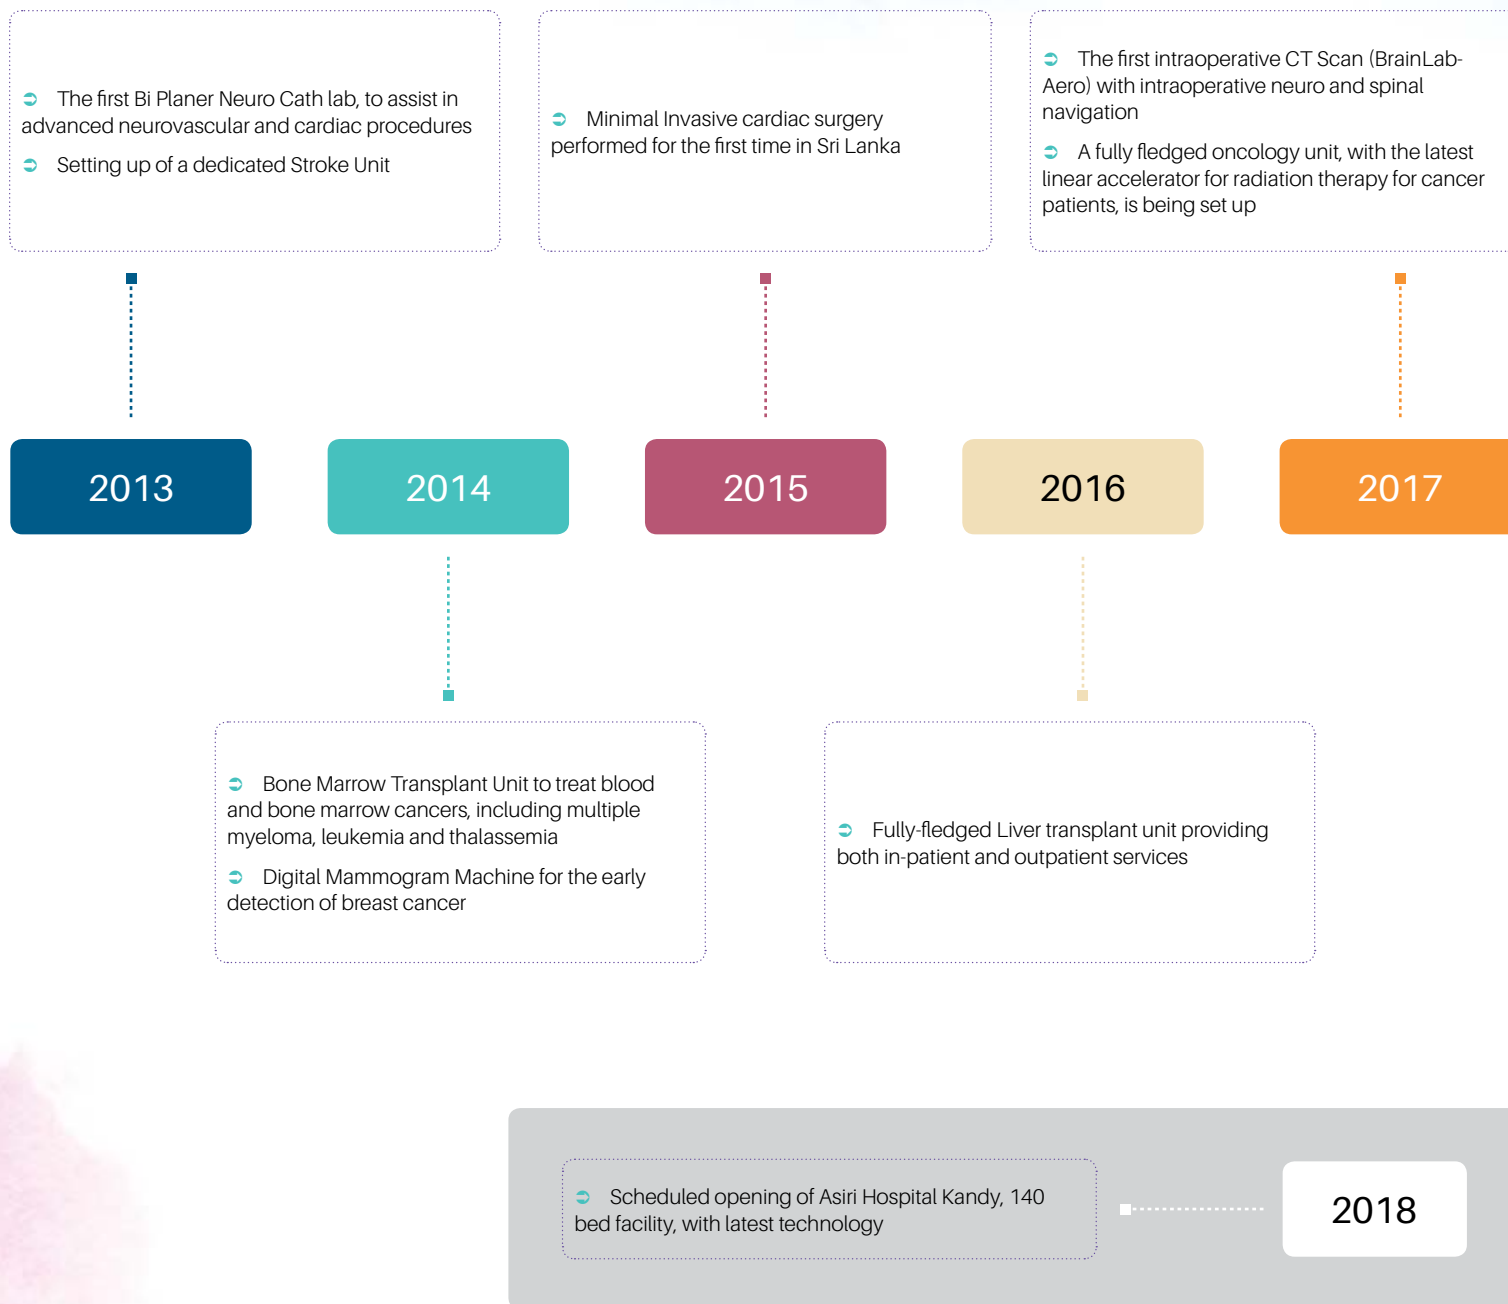 The first Bi Planer Neuro Cath lab, to assist in
advanced neurovascular and cardiac procedures
Setting up of a dedicated Stroke Unit
Minimal Invasive cardiac surgery
performed for the first time in Sri Lanka
The first intraoperative CT Scan (BrainLab-
Aero) with intraoperative neuro and spinal
navigation
A fully fledged oncology unit, with the latest
linear accelerator for radiation therapy for cancer
patients, is being set up
2013
2014
2015
2016
2017
Bone Marrow Transplant Unit to treat blood
and bone marrow cancers, including multiple
myeloma, leukemia and thalassemia
Digital Mammogram Machine for the early
detection of breast cancer
Fully-fledged Liver transplant unit providing
both in-patient and outpatient services
Scheduled opening of Asiri Hospital Kandy, 140
bed facility, with latest technology
2018